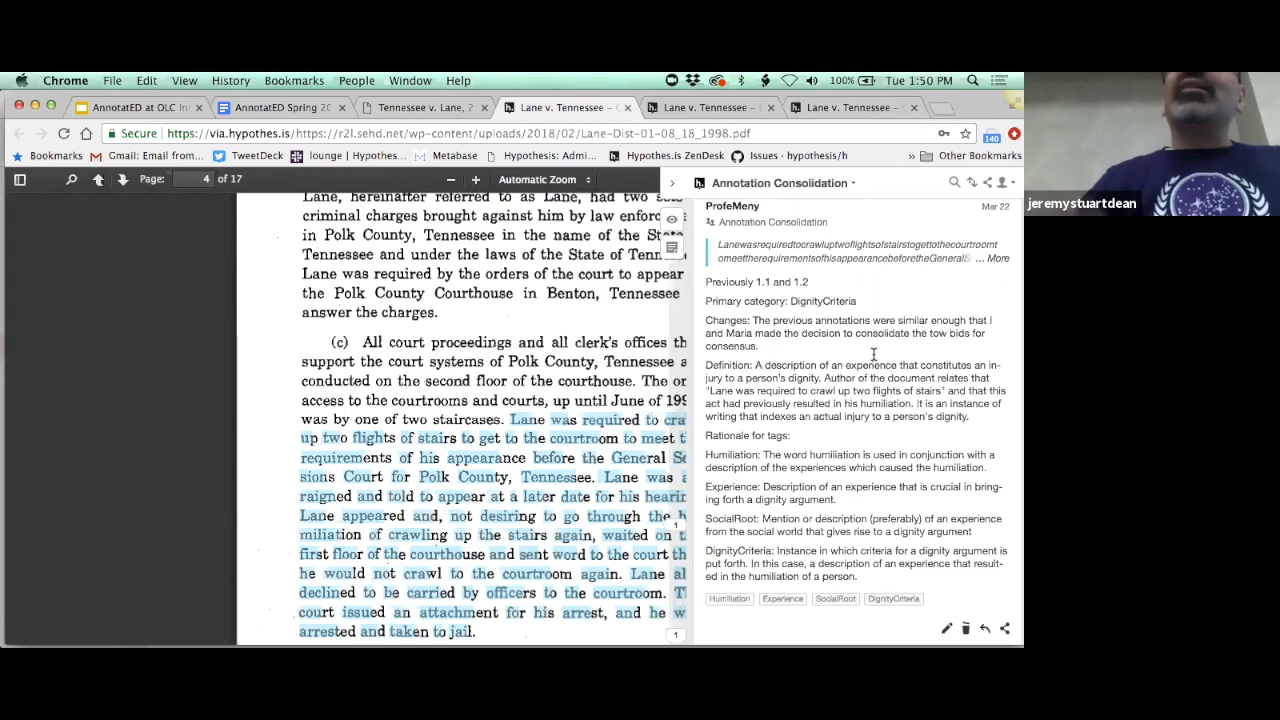 Chrome File Edit View History Bookmarks People Window Help 100% Tue 1:50 PM
AnnotatED at OLC In
AnnotatED Spring 20
Tennessee v. Lane, 2
Lane v. Tennessee –
Lane v. Tennessee –
Lane v. Tennessee –
Secure https://via.hypothes.is/https://r2l.sehd.net/wp-content/uploads/2018/02/Lane-Dist-01-08_18_1998.pdf
140
Bookmarks Gmail: Email from... TweetDeck lounge | Hypothes... Metabase Hypothesis: Admi... Hypothes.is ZenDesk Issues · hypothesis/h » Other Bookmarks
Page: 4 of 17 Automatic Zoom
Lane, hereinafter referred to as Lane, had two
criminal charges brought against him by law enforc
in Polk County, Tennessee in the name of the State
Tennessee and under the laws of the State of Tenn
Lane was required by the orders of the court to appear
the Polk County Courthouse in Benton, Tennessee
answer the charges.
(c) All court proceedings and all clerk's offices th
support the court systems of Polk County, Tennessee a
conducted on the second floor of the courthouse. The on
access to the courtrooms and courts, up until June of 199
was by one of two staircases. Lane was required to cra
up two flights of stairs to get to the courtroom to meet t
requirements of his appearance before the General Se
sions Court for Polk County, Tennessee. Lane was a
raigned and told to appear at a later date for his hearin
Lane appeared and, not desiring to go through the h
miliation of crawling up the stairs again, waited on t
first floor of the courthouse and sent word to the court th
he would not crawl to the courtroom again. Lane al
declined to be carried by officers to the courtroom. T
court issued an attachment for his arrest, and he w
arrested and taken to jail.
1
1
Annotation Consolidation
ProfeMeny Mar 22
Annotation Consolidation
Lanewasrequiredtocrawluptwoflightsofstairstogettothecourtroomt
omeettherequirementsofhisappearancebeforetheGeneralS ... More
Previously 1.1 and 1.2
Primary category: DignityCriteria
Changes: The previous annotations were similar enough that I
and Maria made the decision to consolidate the tow bids for
consensus.
Definition: A description of an experience that constitutes an in-
jury to a person's dignity. Author of the document relates that
"Lane was required to crawl up two flights of stairs" and that this
act had previously resulted in his humiliation. It is an instance of
writing that indexes an actual injury to a person's dignity.
Rationale for tags:
Humiliation: The word humiliation is used in conjunction with a
description of the experiences which caused the humiliation.
Experience: Description of an experience that is crucial in bring-
ing forth a dignity argument.
SocialRoot: Mention or description (preferably) of an experience
from the social world that gives rise to a dignity argument
DignityCriteria: Instance in which criteria for a dignity argument is
put forth. In this case, a description of an experience that result-
ed in the humiliation of a person.
Humiliation Experience SocialRoot DignityCriteria
jeremystuartdean